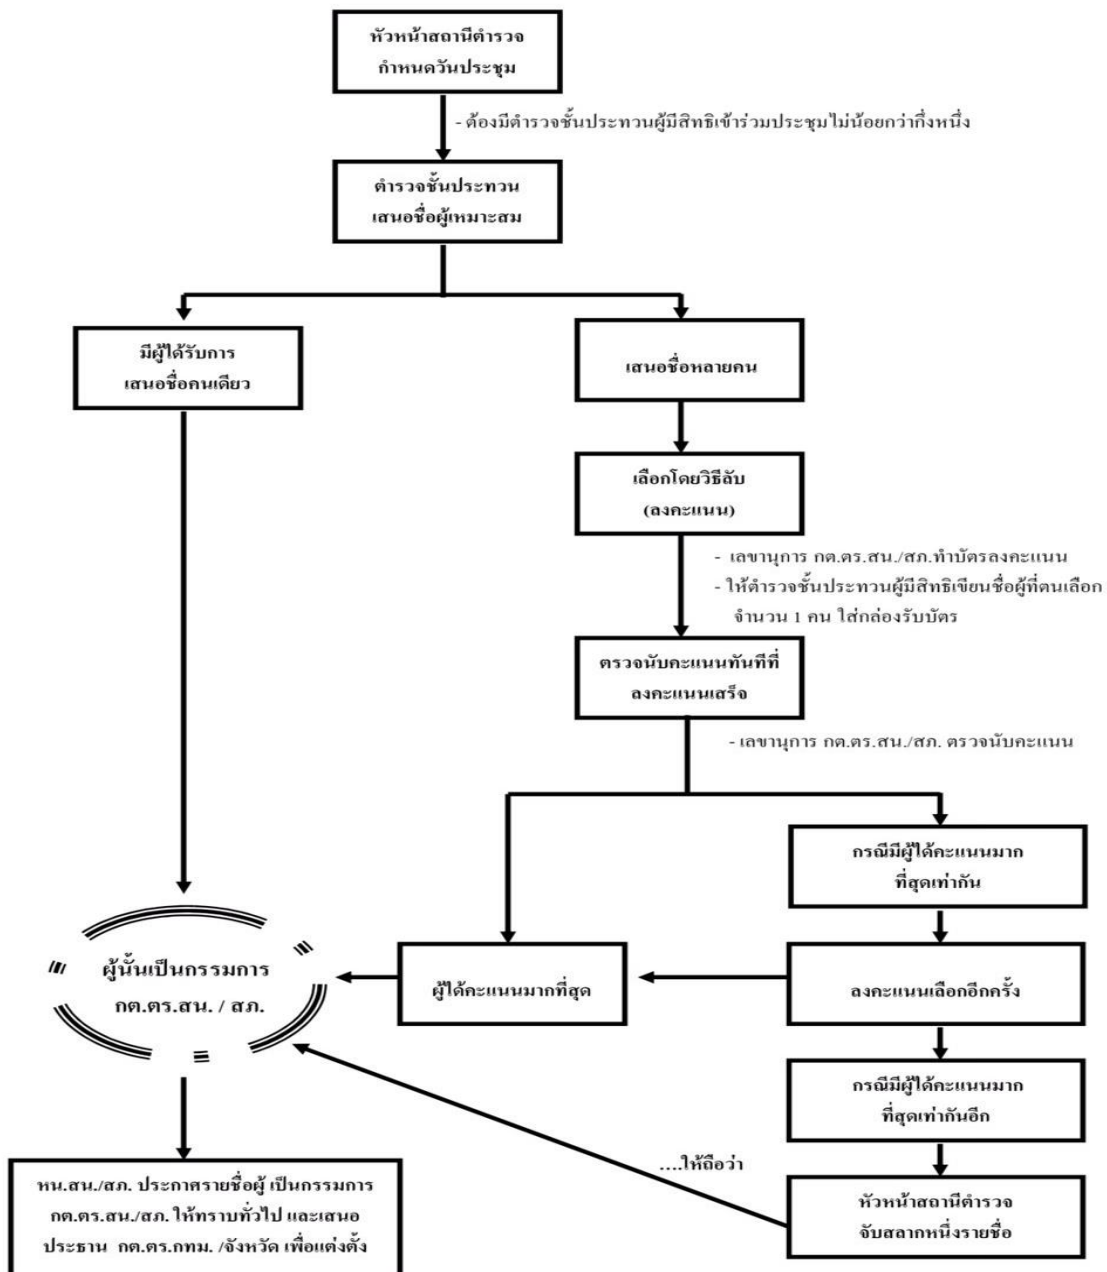 หัวหน้าสถานีตำรวจ
กำหนดวันประชุม
- ต้องมีตำรวจชั้นประทวนผู้มีสิทธิเข้าร่วมประชุมไม่น้อยกว่ากึ่งหนึ่ง
ตำรวจชั้นประทวน
เสนอชื่อผู้เหมาะสม
มีผู้ได้รับการ
เสนอชื่อคนเดียว
เสนอชื่อหลายคน
เลือกโดยวิธีลับ
(ลงคะแนน)
- เลขานุการ กต.ตร.สน./สภ.ทำบัตรลงคะแนน
- ให้ตำรวจชั้นประทวนผู้มีสิทธิเขียนชื่อผู้ที่ตนเลือก
จำนวน 1 คน ใส่กล่องรับบัตร
ตรวจนับคะแนนทันทีที่
ลงคะแนนเสร็จ
- เลขานุการ กต.ตร.สน./สภ. ตรวจนับคะแนน
กรณีมีผู้ได้คะแนนมาก
ที่สุดเท่ากัน
ผู้นั้นเป็นกรรมการ
กต.ตร.สน. / สภ.
ผู้ได้คะแนนมากที่สุด
ลงคะแนนเลือกอีกครั้ง
กรณีมีผู้ได้คะแนนมาก
ที่สุดเท่ากันอีก
....ให้ถือว่า
หัวหน้าสถานีตำรวจ
จับสลากหนึ่งรายชื่อ
หน.สน./สภ. ประกาศรายชื่อผู้ เป็นกรรมการ
กต.ตร.สน./สภ. ให้ทราบทั่วไป และเสนอ
ประธาน กต.ตร.กทม. /จังหวัด เพื่อแต่งตั้ง